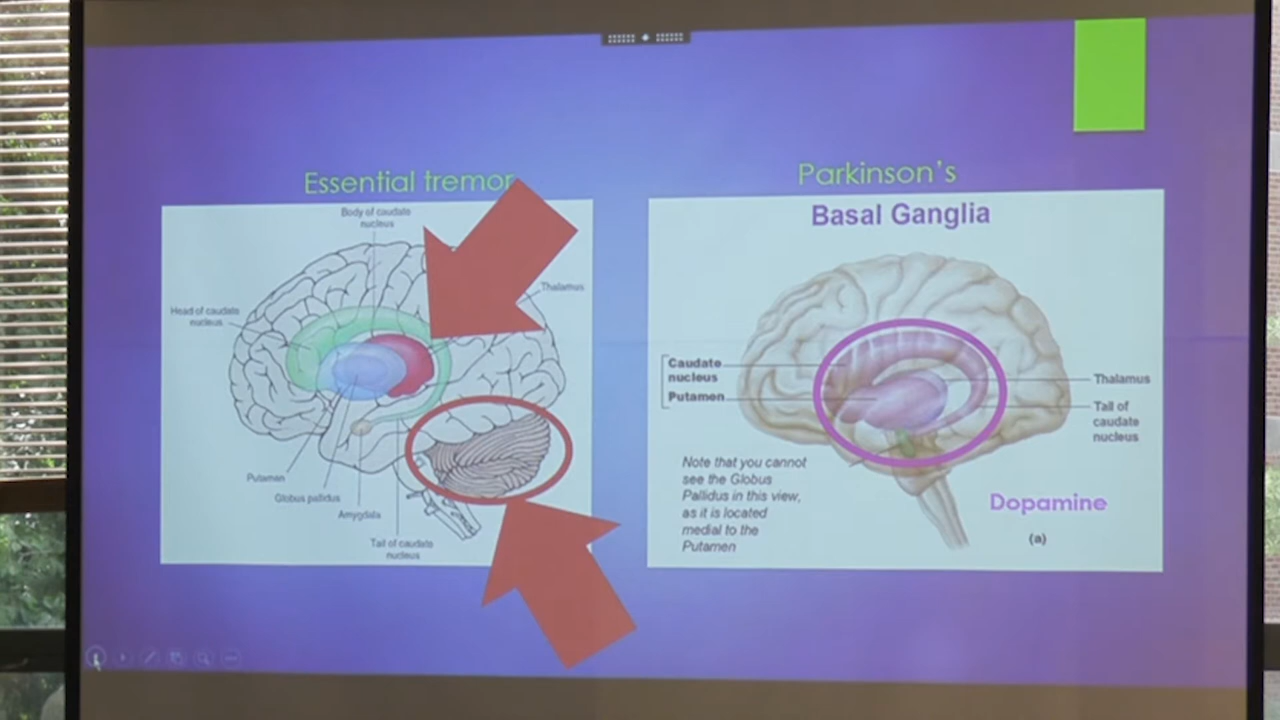 Essential tremor
Body of caudate
nucleus
Thalamus
Head of caudate
nucleus
Putamen
Globus pallidus
Amygdala
Tail of caudate
nucleus
Parkinson's
Basal Ganglia
Caudate
nucleus
Putamen
Thalamus
Tail of
caudate
nucleus
Note that you cannot
see the Globus
Pallidus in this view,
as it is located
medial to the
Putamen
Dopamine
(a)